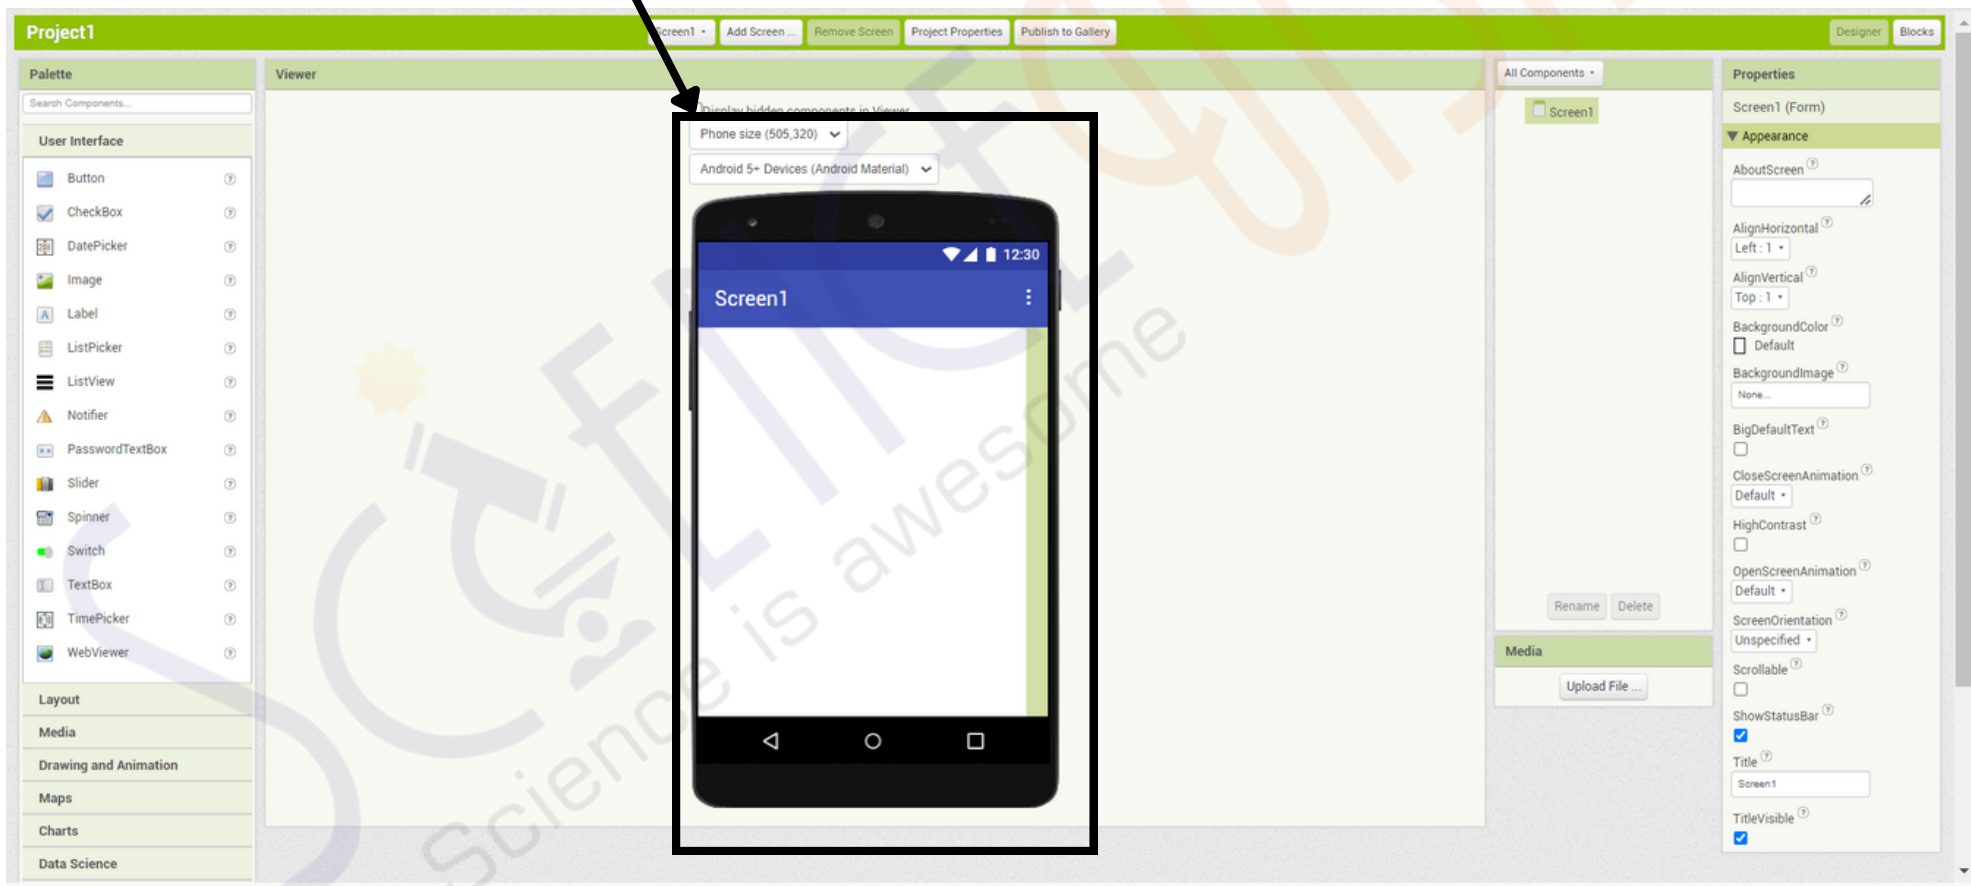 Project1
Screen1
Add Screen ...
Remove Screen
Project Properties
Publish to Gallery
Designer
Blocks
Palette
Search Components...
User Interface
Button
CheckBox
DatePicker
Image
Label
ListPicker
ListView
Notifier
PasswordTextBox
Slider
Spinner
Switch
TextBox
TimePicker
WebViewer
Layout
Media
Drawing and Animation
Maps
Charts
Data Science
Viewer
Display hidden components in Viewer
Phone size (505,320)
Android 5+ Devices (Android Material)
12:30
Screen1
Science is awesome
All Components
Screen1
Rename
Delete
Media
Upload File ...
Properties
Screen1 (Form)
Appearance
AboutScreen
AlignHorizontal
Left : 1
AlignVertical
Top : 1
BackgroundColor
Default
BackgroundImage
None...
BigDefaultText
CloseScreenAnimation
Default
HighContrast
OpenScreenAnimation
Default
ScreenOrientation
Unspecified
Scrollable
ShowStatusBar
Title
Screen1
TitleVisible